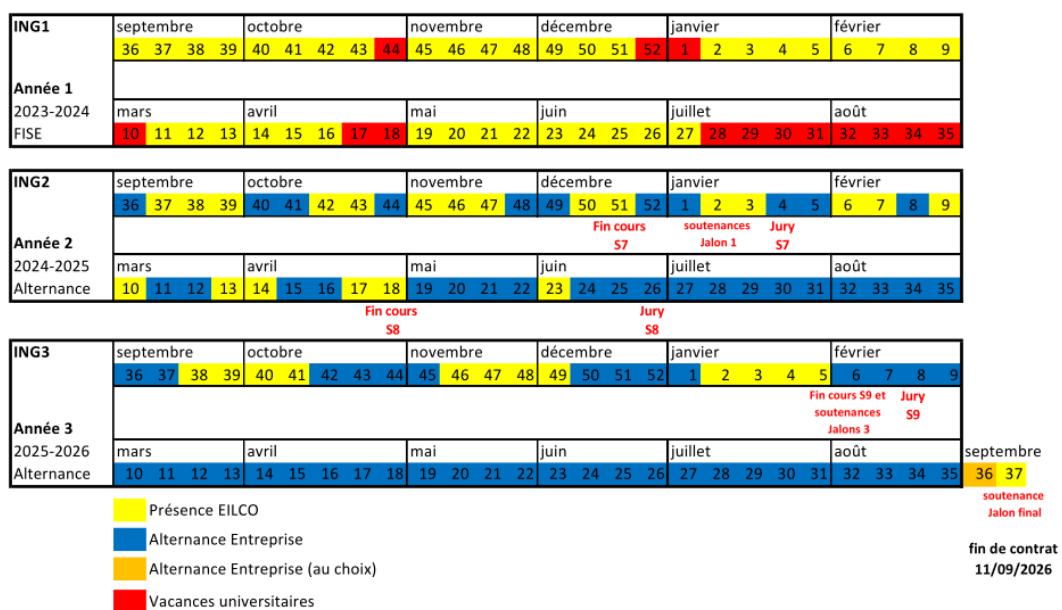 ING1 septembre octobre novembre décembre janvier février
36 37 38 39 40 41 42 43 44 45 46 47 48 49 50 51 52 1 2 3 4 5 6 7 8 9
Année 1
2023-2024 mars avril mai juin juillet août
FISE 10 11 12 13 14 15 16 17 18 19 20 21 22 23 24 25 26 27 28 29 30 31 32 33 34 35
ING2 septembre octobre novembre décembre janvier février
36 37 38 39 40 41 42 43 44 45 46 47 48 49 50 51 52 1 2 3 4 5 6 7 8 9
Fin cours soutenances Jury
Année 2 S7 Jalon 1 S7
2024-2025 mars avril mai juin juillet août
Alternance 10 11 12 13 14 15 16 17 18 19 20 21 22 23 24 25 26 27 28 29 30 31 32 33 34 35
Fin cours Jury
S8 S8
ING3 septembre octobre novembre décembre janvier février
36 37 38 39 40 41 42 43 44 45 46 47 48 49 50 51 52 1 2 3 4 5 6 7 8 9
Fin cours S9 et Jury
soutenances S9
Année 3 Jalons 3
2025-2026 mars avril mai juin juillet août septembre
Alternance 10 11 12 13 14 15 16 17 18 19 20 21 22 23 24 25 26 27 28 29 30 31 32 33 34 35 36 37
soutenance
Jalon final
Présence EILCO
Alternance Entreprise
fin de contrat
Alternance Entreprise (au choix)
11/09/2026
Vacances universitaires